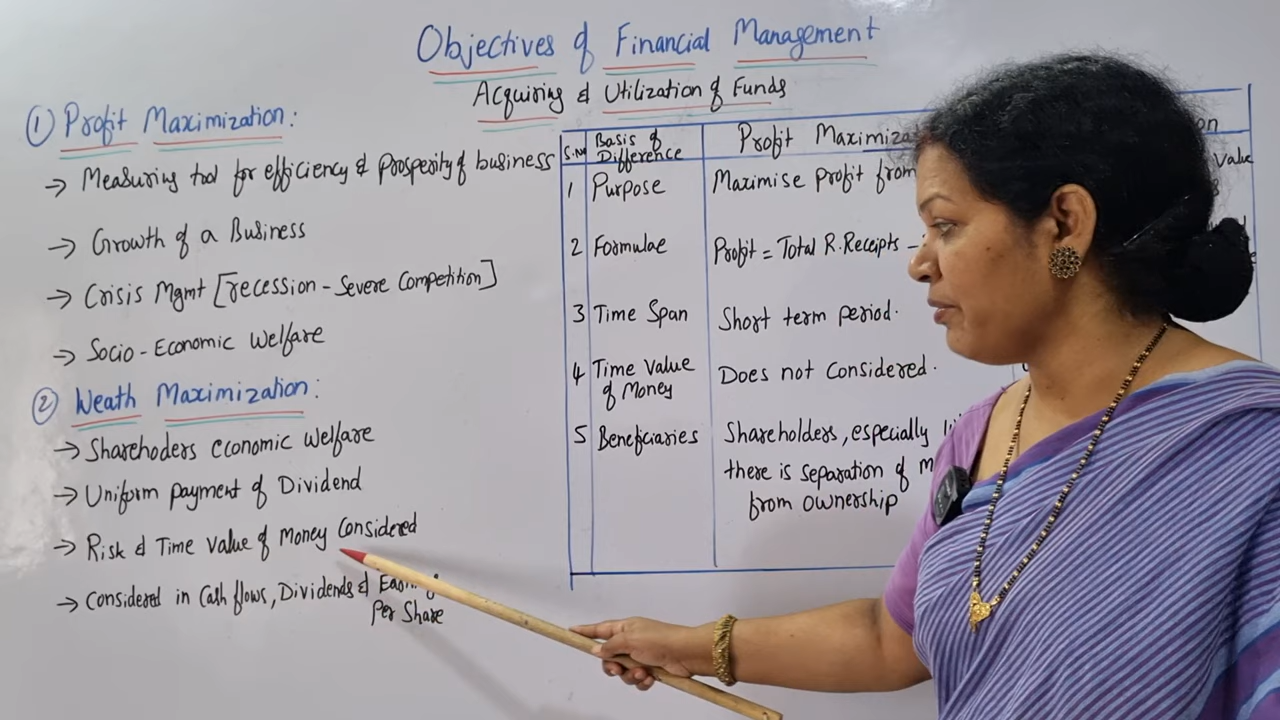 Objectives of Financial Management
Acquiring & Utilization of Funds
① Profit Maximization:
→ Measuring tool for efficiency & prosperity of business
→ Growth of a Business
→ Crisis Mgmt [recession - Severe Competition]
→ Socio-Economic Welfare
② Weath Maximization:
→ Sharehoders economic welfare
→ Uniform payment of Dividend
→ Risk & Time Value of Money Considered
→ Considered in Cash flows, Dividends &
Per Share
S.No Basis of Difference Profit
1 Purpose Maximise Profit from
Value
2 Formulae Profit = Total R.Receipts -
3 Time Span Short term period.
4 Time Value of Money Does not Considered.
5 Beneficiaries Shareholders, especially
there is separation of
from ownership